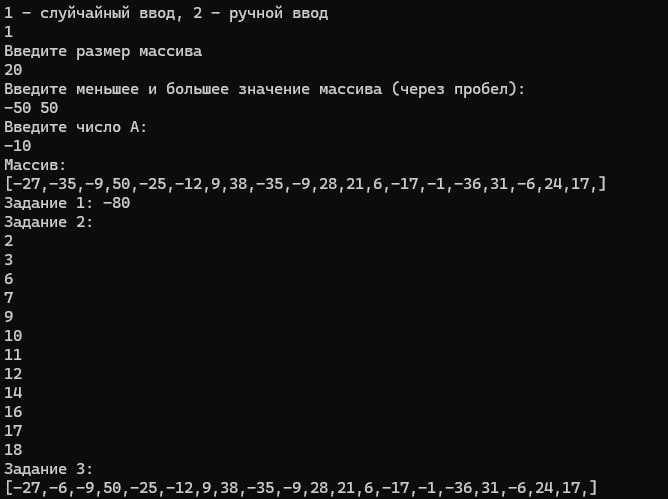 1 - слуйчайный ввод, 2 - ручной ввод
1
Введите размер массива
20
Введите меньшее и большее значение массива (через пробел):
-50 50
Введите число А:
-10
Массив:
[-27,-35,-9,50,-25,-12,9,38,-35,-9,28,21,6,-17,-1,-36,31,-6,24,17,]
Задание 1: -80
Задание 2:
2
3
6
7
9
10
11
12
14
16
17
18
Задание 3:
[-27,-6,-9,50,-25,-12,9,38,-35,-9,28,21,6,-17,-1,-36,31,-6,24,17,]